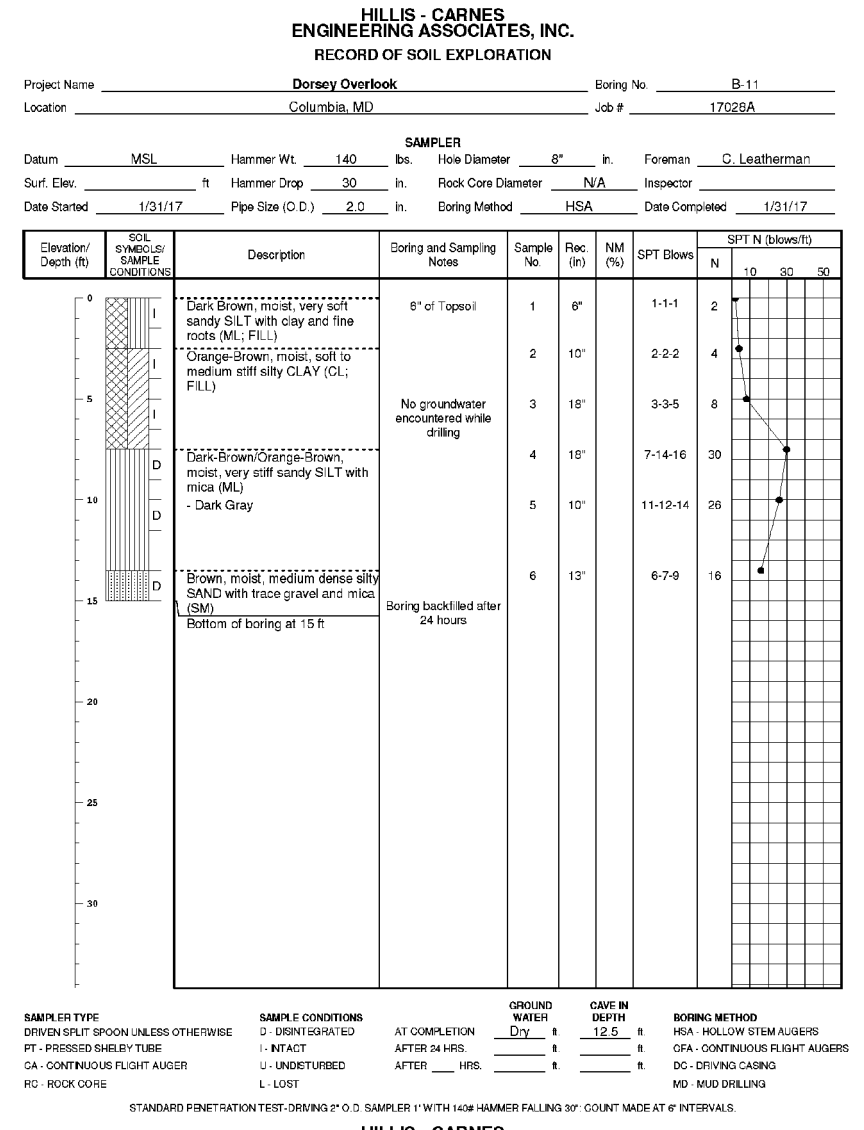 HILLIS - CARNES
ENGINEERING ASSOCIATES, INC.
RECORD OF SOIL EXPLORATION
Project Name Dorsey Overlook Boring No. B-11
Location Columbia, MD Job # 17028A
SAMPLER
Datum MSL Hammer Wt. 140 lbs. Hole Diameter 8" in. Foreman C. Leatherman
Surf. Elev. ft Hammer Drop 30 in. Rock Core Diameter N/A Inspector
Date Started 1/31/17 Pipe Size (O.D.) 2.0 in. Boring Method HSA Date Completed 1/31/17
Elevation/ Depth (ft) SOIL SYMBOLS/ SAMPLE CONDITIONS Description Boring and Sampling Notes Sample No. Rec. (in) NM (%) SPT Blows SPT N (blows/ft)
N 10 30 50
0 I Dark Brown, moist, very soft 6" of Topsoil 1 6" 1-1-1 2
sandy SILT with clay and fine
roots (ML; FILL)
I Orange-Brown, moist, soft to 2 10" 2-2-2 4
medium stiff silty CLAY (CL;
FILL)
5 I No groundwater 3 18" 3-3-5 8
encountered while
drilling
D Dark-Brown/Orange-Brown, 4 18" 7-14-16 30
moist, very stiff sandy SILT with
mica (ML)
10 D - Dark Gray 5 10" 11-12-14 26
D Brown, moist, medium dense silty 6 13" 6-7-9 16
SAND with trace gravel and mica
15 (SM) Boring backfilled after
Bottom of boring at 15 ft 24 hours
20
25
30
GROUND WATER CAVE IN DEPTH
SAMPLER TYPE SAMPLE CONDITIONS BORING METHOD
DRIVEN SPLIT SPOON UNLESS OTHERWISE D - DISINTEGRATED AT COMPLETION Dry ft. 12.5 ft. HSA - HOLLOW STEM AUGERS
PT - PRESSED SHELBY TUBE I - INTACT AFTER 24 HRS. ft. ft. CFA - CONTINUOUS FLIGHT AUGERS
CA - CONTINUOUS FLIGHT AUGER U - UNDISTURBED AFTER HRS. ft. ft. DC - DRIVING CASING
RC - ROCK CORE L - LOST MD - MUD DRILLING
STANDARD PENETRATION TEST-DRIVING 2" O.D. SAMPLER 1' WITH 140# HAMMER FALLING 30": COUNT MADE AT 6" INTERVALS.
HILLIS - CARNES